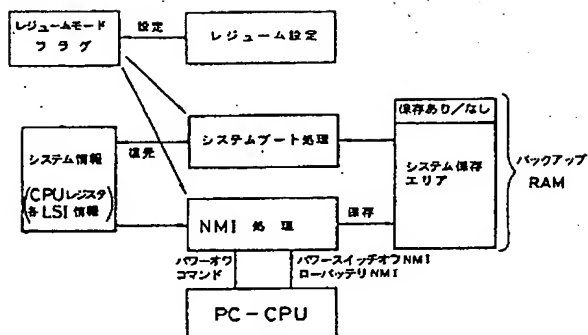 レジュームモード
フラグ
設定
レジューム設定
システム情報
(CPUレジスタ
各LSI情報)
復元
システムブート処理
保存あり/なし
システム保存
エリア
バックアップ
RAM
NMI 処理
保存
パワーオフ
コマンド
パワースイッチオフNMI
ローバッテリNMI
PC-CPU